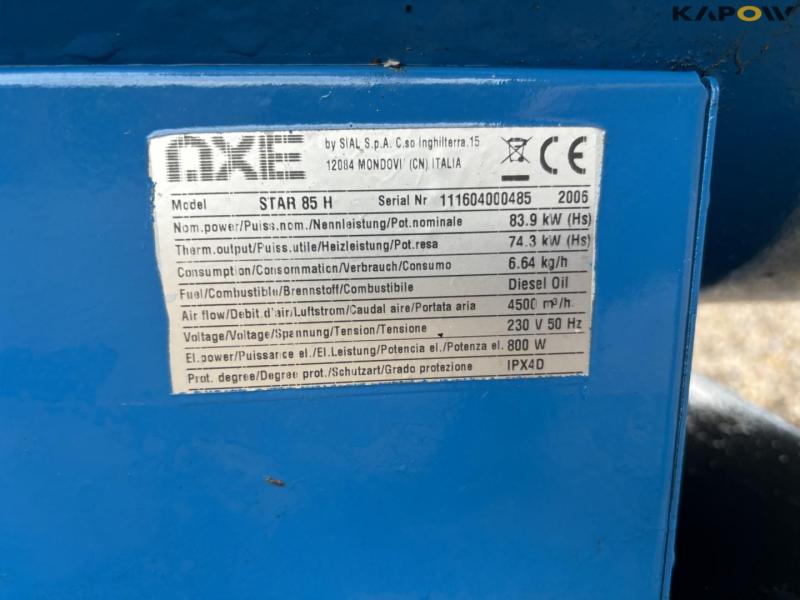 KAPOW
AXE by SIAL S.p.A. C.so Inghilterra.15
12084 MONDOVI' (CN) ITALIA
CE
Model STAR 85 H Serial Nr 111604000485 2006
Nom.power/Puiss.nom./Nennleistung/Pot.nominale 83.9 kW (Hs)
Therm.output/Puiss.utile/Heizleistung/Pot.resa 74.3 kW (Hs)
Consumption/Consommation/Verbrauch/Consumo 6.64 kg/h
Fuel/Combustible/Brennstoff/Combustibile Diesel Oil
Air flow/Debit d'air/Luftstrom/Caudal aire/Portata aria 4500 m³/h
Voltage/Voltage/Spannung/Tension/Tensione 230 V 50 Hz
El.power/Puissance el./El.Leistung/Potencia el./Potenza el. 800 W
Prot. degree/Degre prot./Schutzart/Grado protezione IPX4D